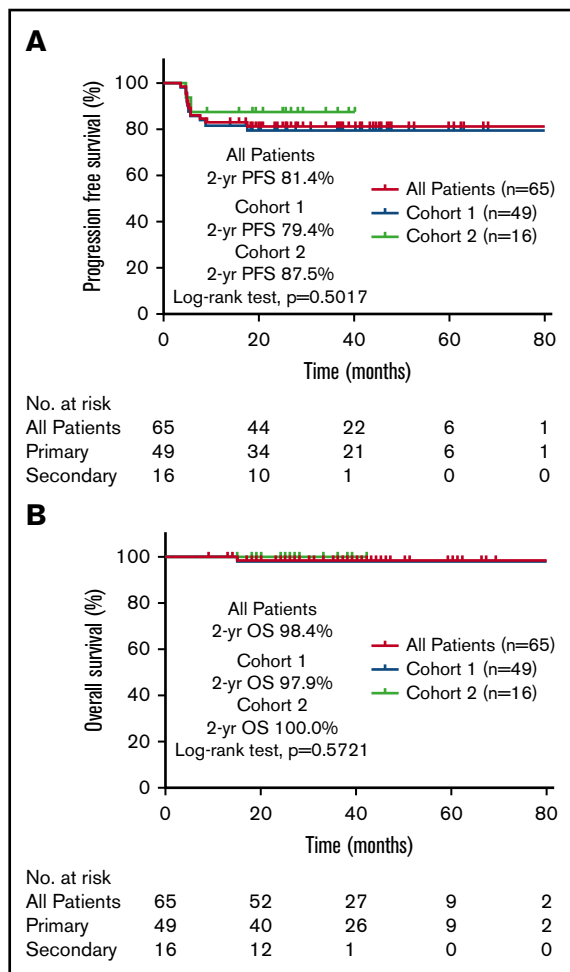 A
Progression free survival (%)
100
80
60
40
20
0
All Patients
2-yr PFS 81.4%
Cohort 1
2-yr PFS 79.4%
Cohort 2
2-yr PFS 87.5%
Log-rank test, p=0.5017
All Patients (n=65)
Cohort 1 (n=49)
Cohort 2 (n=16)
0 20 40 60 80
Time (months)
No. at risk
All Patients 65 44 22 6 1
Primary 49 34 21 6 1
Secondary 16 10 1 0 0
B
Overall survival (%)
100
80
60
40
20
0
All Patients
2-yr OS 98.4%
Cohort 1
2-yr OS 97.9%
Cohort 2
2-yr OS 100.0%
Log-rank test, p=0.5721
All Patients (n=65)
Cohort 1 (n=49)
Cohort 2 (n=16)
0 20 40 60 80
Time (months)
No. at risk
All Patients 65 52 27 9 2
Primary 49 40 26 9 2
Secondary 16 12 1 0 0